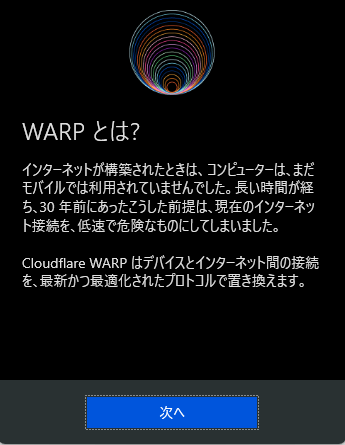 WARP とは?
インターネットが構築されたときは、コンピューターは、まだ
モバイルでは利用されていませんでした。長い時間が経
ち、30 年前にあったこうした前提は、現在のインターネッ
ト接続を、低速で危険なものにしてしまいました。
Cloudflare WARP はデバイスとインターネット間の接続
を、最新かつ最適化されたプロトコルで置き換えます。
次へ